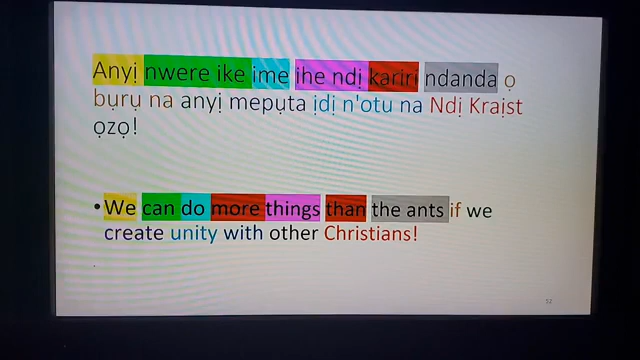 Anyị nwere ike ime ihe ndị kariri ndanda ọ
bụrụ na anyị mepụta ịdị n'otu na Ndị Kraịst
ọzọ!
•We can do more things than the ants if we
create unity with other Christians!
12